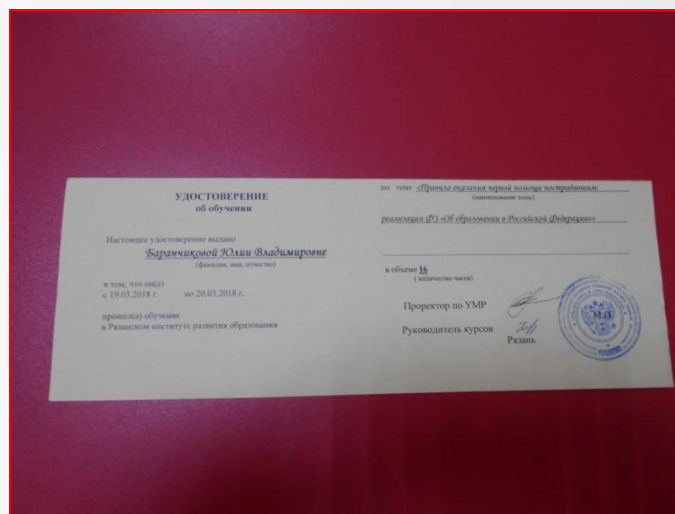 УДОСТОВЕРЕНИЕ
об обучении
Настоящее удостоверение выдано
Баранчиковой Юлии Владимировне
(фамилия, имя, отчество)
в том, что он(а)
с 19.03.2018 г. по 20.03.2018 г.
прошел(а) обучение
в Рязанском институте развития образования
по теме «Правила оказания первой помощи пострадавшим:
(наименование темы)
реализация ФЗ «Об образовании в Российской Федерации»»
в объеме 16
( количество часов)
Проректор по УМР
М.П.
Руководитель курсов
Рязань